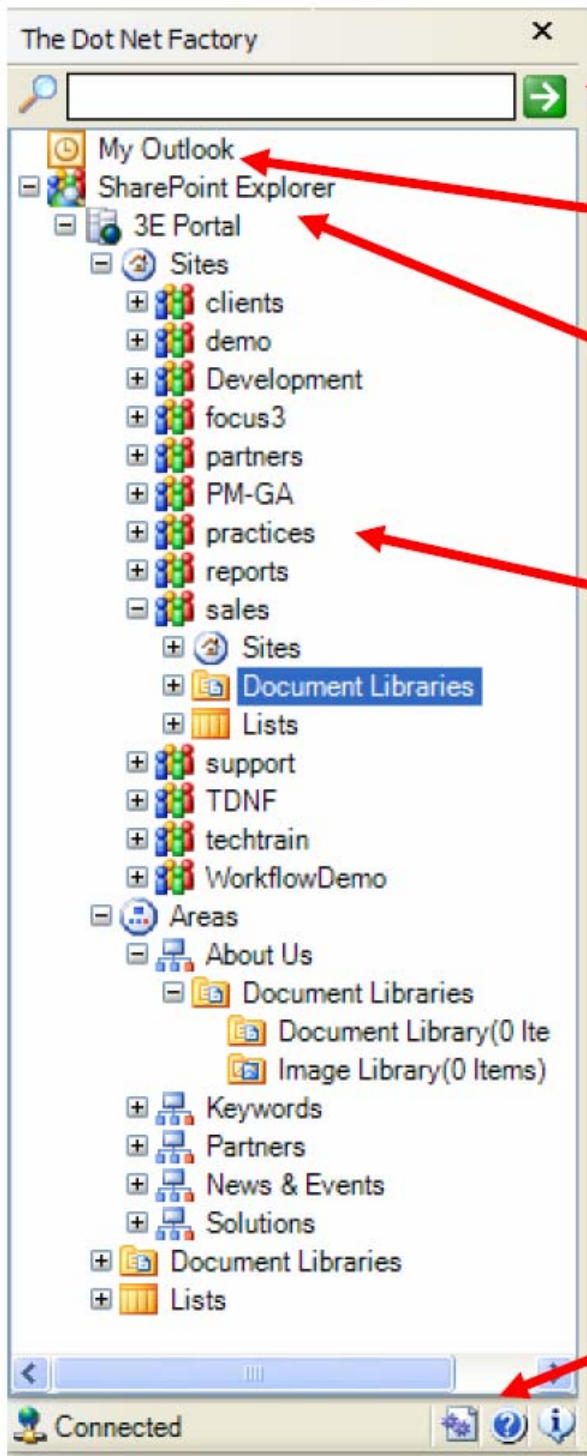 The Dot Net Factory
My Outlook
SharePoint Explorer
3E Portal
Sites
clients
demo
Development
focus3
partners
PM-GA
practices
reports
sales
Sites
Document Libraries
Lists
support
TDNF
techtrain
WorkflowDemo
Areas
About Us
Document Libraries
Document Library(0 Ite
Image Library(0 Items)
Keywords
Partners
News & Events
Solutions
Document Libraries
Lists
Connected